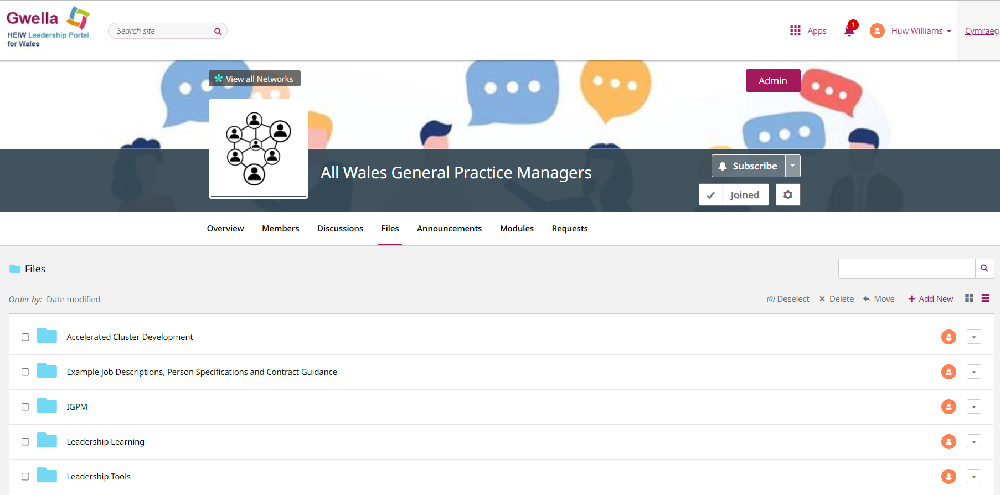 Gwella
HEIW Leadership Portal
for Wales
Search site
Apps
1
Huw Williams
Cymraeg
View all Networks
Admin
All Wales General Practice Managers
Subscribe
Joined
Overview
Members
Discussions
Files
Announcements
Modules
Requests
Files
Order by: Date modified
(0) Deselect
Delete
Move
Add New
Accelerated Cluster Development
Example Job Descriptions, Person Specifications and Contract Guidance
IGPM
Leadership Learning
Leadership Tools